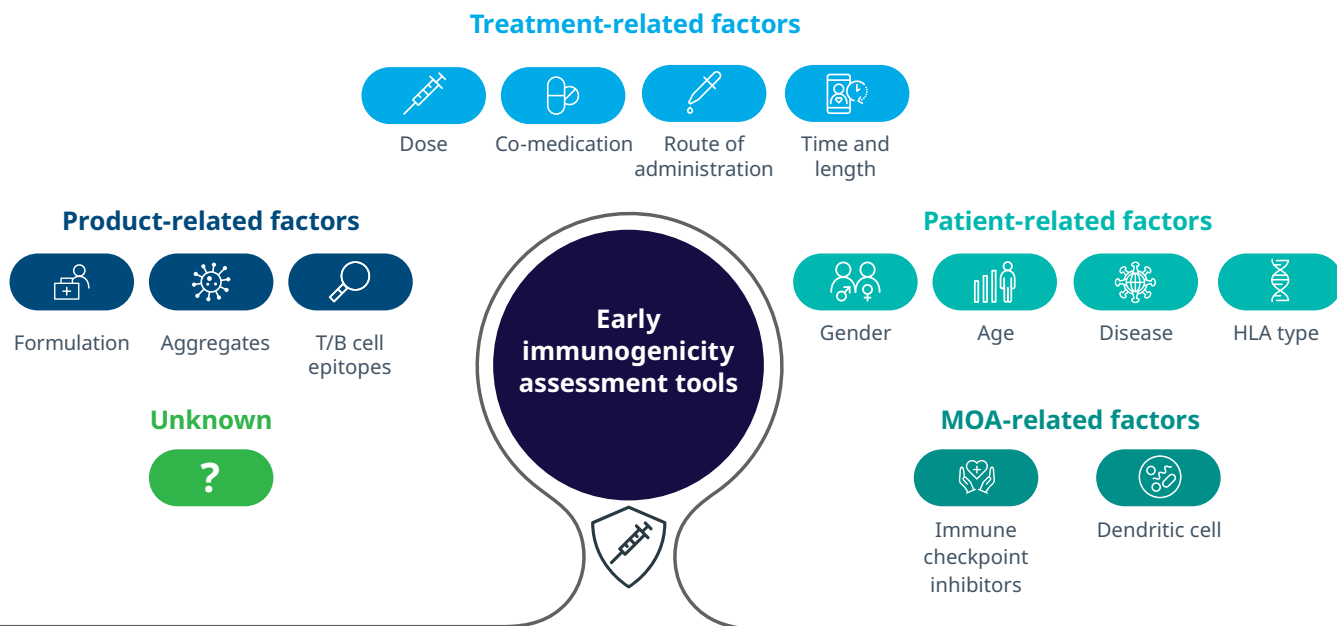 Treatment-related factors
Dose
Co-medication
Route of
administration
Time and
length
Product-related factors
Formulation
Aggregates
T/B cell
epitopes
Unknown
?
Early
immunogenicity
assessment tools
Patient-related factors
Gender
Age
Disease
HLA type
MOA-related factors
Immune
checkpoint
inhibitors
Dendritic cell